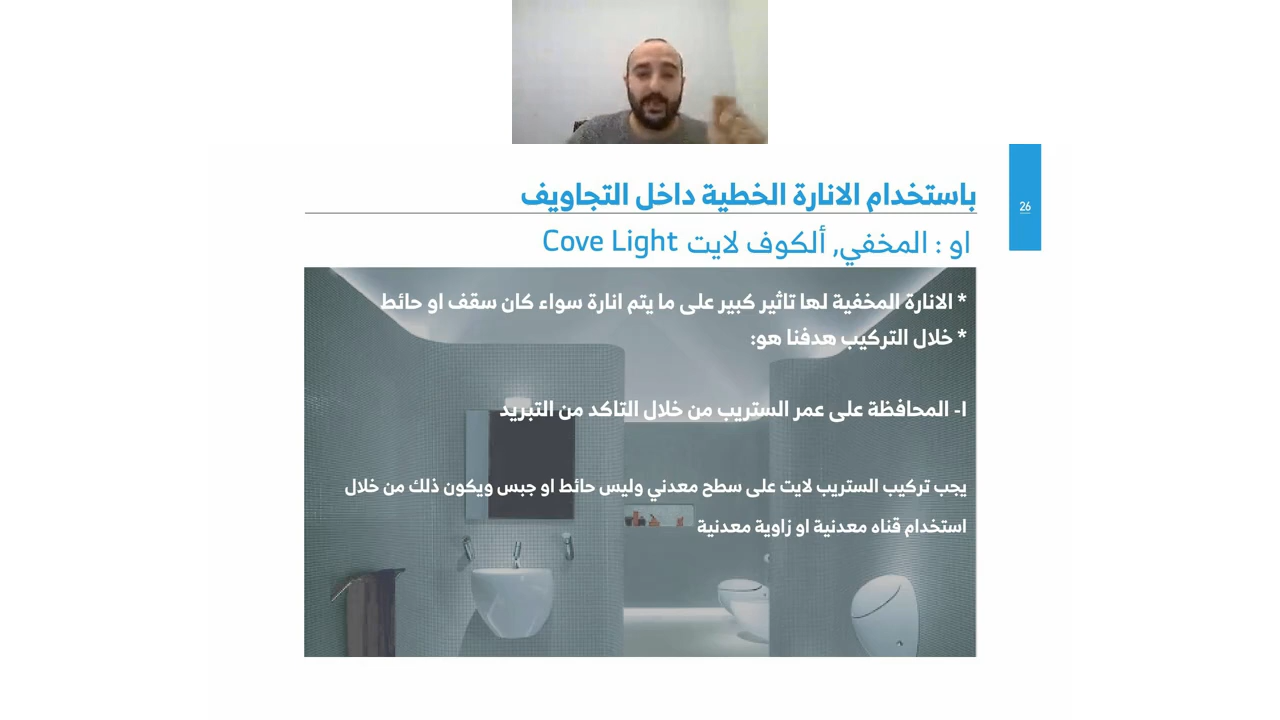 26
باستخدام الانارة الخطية داخل التجاويف
او : المخفي, ألكوف لايت Cove Light
* الانارة المخفية لها تاثير كبير على ما يتم انارة سواء كان سقف او حائط
* خلال التركيب هدفنا هو:
1- المحافظة على عمر الستريب من خلال التاكد من التبريد
يجب تركيب الستريب لايت على سطح معدني وليس حائط او جبس ويكون ذلك من خلال
استخدام قناه معدنية او زاوية معدنية